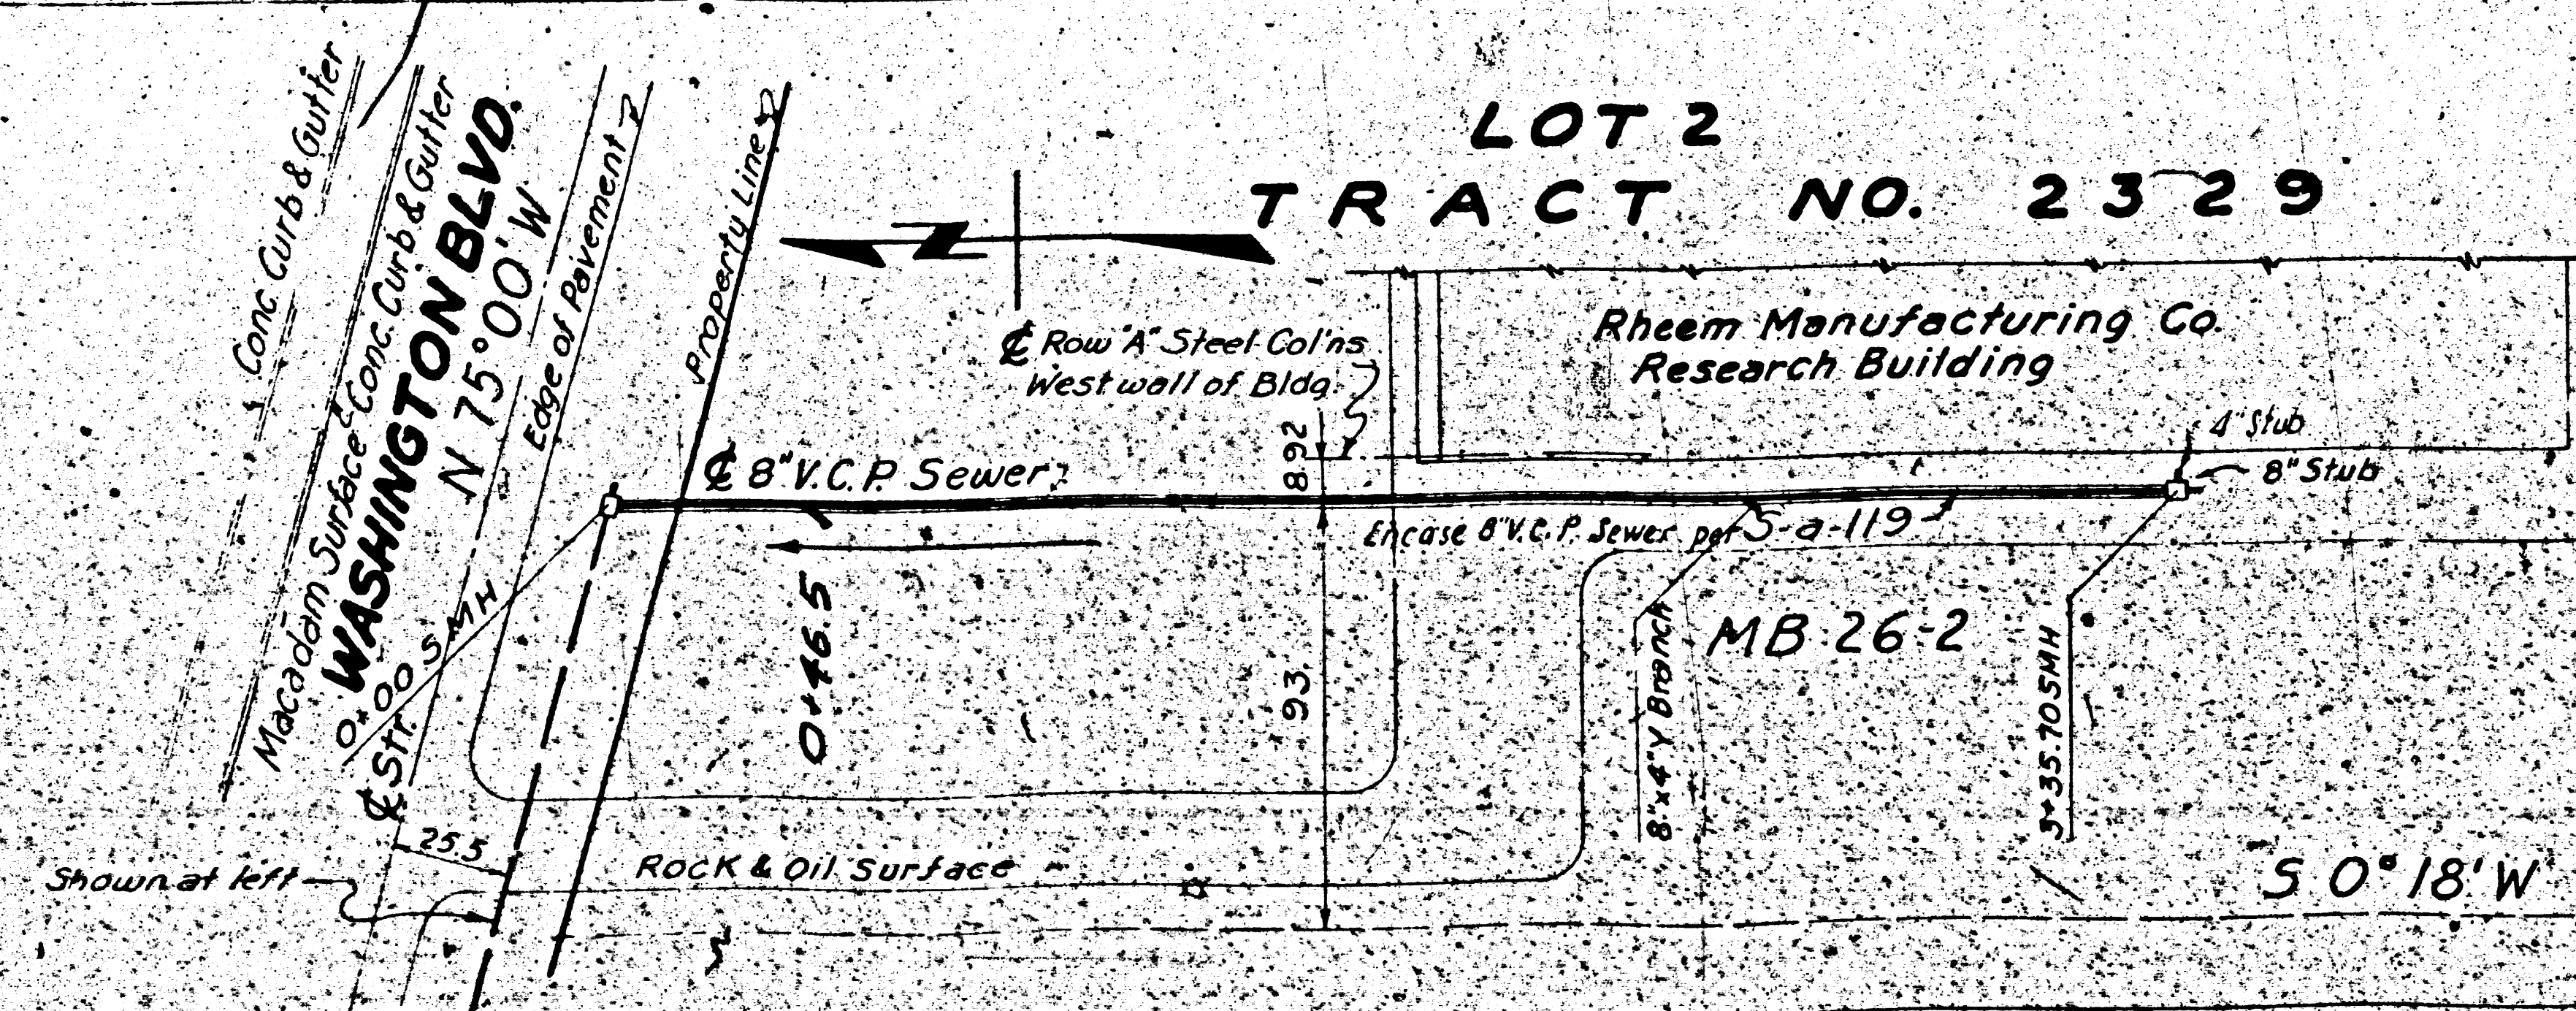 LOT 2
TRACT NO. 2329
Conc Curb & Gutter
Macadam Surface
Conc. Curb & Gutter
WASHINGTON BLVD.
N 75°00' W
Edge of Pavement
Property Line
℄ Row "A" Steel Col'ns
West wall of Bldg.
Rheem Manufacturing Co.
Research Building
4" Stub
8" Stub
℄ 8" V.C.P. Sewer
8.92
Encase 8" V.C.P. Sewer per S-a-119
0+00 SMH
℄ Str.
0+46.5
93.
8"x4" Y Branch
MB 26-2
3+35.70 SMH
25.5
Shown at left
Rock & Oil Surface
S 0°18' W